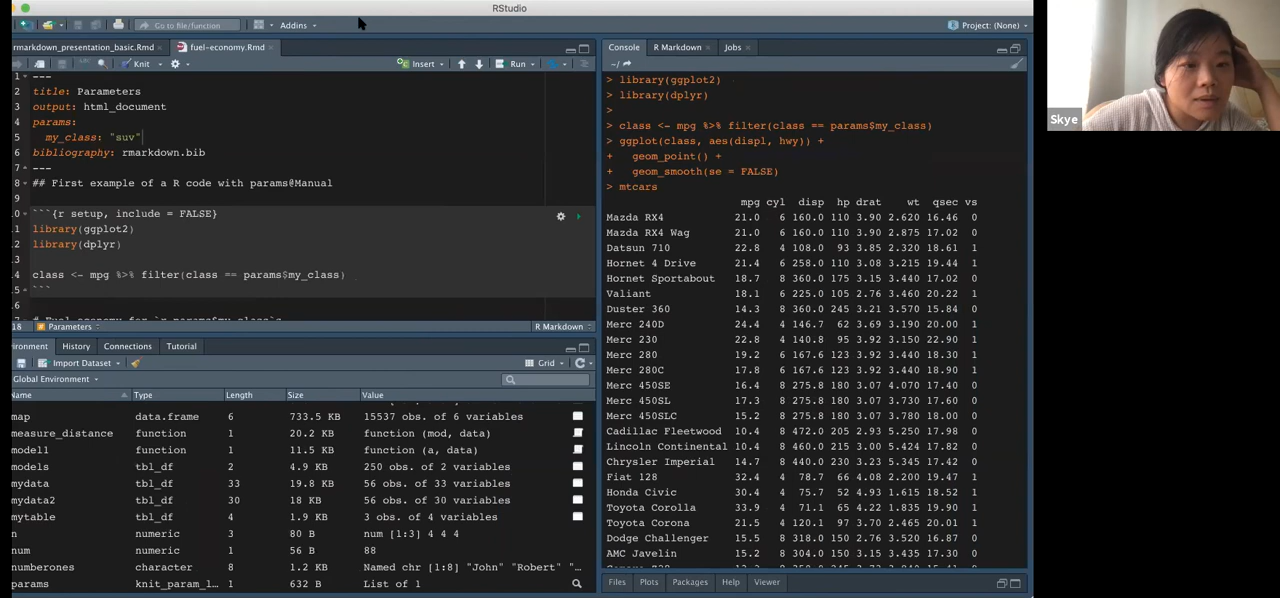 RStudio
Go to file/function
Addins
Project: (None)
rmarkdown_presentation_basic.Rmd
fuel-economy.Rmd
Knit
Insert
Run
1 ---
2 title: Parameters
3 output: html_document
4 params:
5 my_class: "suv"
6 bibliography: rmarkdown.bib
7 ---
8 ## First example of a R code with params@Manual
9
0 ```{r setup, include = FALSE}
1 library(ggplot2)
2 library(dplyr)
3
4 class <- mpg %>% filter(class == params$my_class)
5 ```
6
18 Parameters
R Markdown
ironment History Connections Tutorial
Import Dataset
Grid
Global Environment
Name Type Length Size Value
map data.frame 6 733.5 KB 15537 obs. of 6 variables
measure_distance function 1 20.2 KB function (mod, data)
model1 function 1 11.5 KB function (a, data)
models tbl_df 2 4.9 KB 250 obs. of 2 variables
mydata tbl_df 33 19.8 KB 56 obs. of 33 variables
mydata2 tbl_df 30 18 KB 56 obs. of 30 variables
mytable tbl_df 4 1.9 KB 3 obs. of 4 variables
n numeric 3 80 B num [1:3] 4 4 4
num numeric 1 56 B 88
numberones character 8 1.2 KB Named chr [1:8] "John" "Robert" "…
params knit_param_l… 1 632 B List of 1
Console R Markdown Jobs
~/
> library(ggplot2)
> library(dplyr)
>
> class <- mpg %>% filter(class == params$my_class)
> ggplot(class, aes(displ, hwy)) +
+ geom_point() +
+ geom_smooth(se = FALSE)
> mtcars
mpg cyl disp hp drat wt qsec vs
Mazda RX4 21.0 6 160.0 110 3.90 2.620 16.46 0
Mazda RX4 Wag 21.0 6 160.0 110 3.90 2.875 17.02 0
Datsun 710 22.8 4 108.0 93 3.85 2.320 18.61 1
Hornet 4 Drive 21.4 6 258.0 110 3.08 3.215 19.44 1
Hornet Sportabout 18.7 8 360.0 175 3.15 3.440 17.02 0
Valiant 18.1 6 225.0 105 2.76 3.460 20.22 1
Duster 360 14.3 8 360.0 245 3.21 3.570 15.84 0
Merc 240D 24.4 4 146.7 62 3.69 3.190 20.00 1
Merc 230 22.8 4 140.8 95 3.92 3.150 22.90 1
Merc 280 19.2 6 167.6 123 3.92 3.440 18.30 1
Merc 280C 17.8 6 167.6 123 3.92 3.440 18.90 1
Merc 450SE 16.4 8 275.8 180 3.07 4.070 17.40 0
Merc 450SL 17.3 8 275.8 180 3.07 3.730 17.60 0
Merc 450SLC 15.2 8 275.8 180 3.07 3.780 18.00 0
Cadillac Fleetwood 10.4 8 472.0 205 2.93 5.250 17.98 0
Lincoln Continental 10.4 8 460.0 215 3.00 5.424 17.82 0
Chrysler Imperial 14.7 8 440.0 230 3.23 5.345 17.42 0
Fiat 128 32.4 4 78.7 66 4.08 2.200 19.47 1
Honda Civic 30.4 4 75.7 52 4.93 1.615 18.52 1
Toyota Corolla 33.9 4 71.1 65 4.22 1.835 19.90 1
Toyota Corona 21.5 4 120.1 97 3.70 2.465 20.01 1
Dodge Challenger 15.5 8 318.0 150 2.76 3.520 16.87 0
AMC Javelin 15.2 8 304.0 150 3.15 3.435 17.30 0
Files Plots Packages Help Viewer
Skye